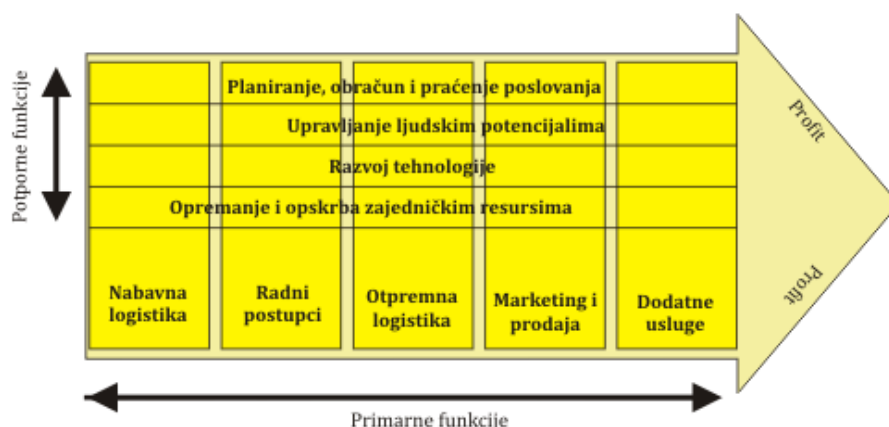 Potporne funkcije
Planiranje, obračun i praćenje poslovanja
Upravljanje ljudskim potencijalima
Razvoj tehnologije
Opremanje i opskrba zajedničkim resursima
Nabavna
logistika
Radni
postupci
Otpremna
logistika
Marketing i
prodaja
Dodatne
usluge
Profit
Profit
Primarne funkcije